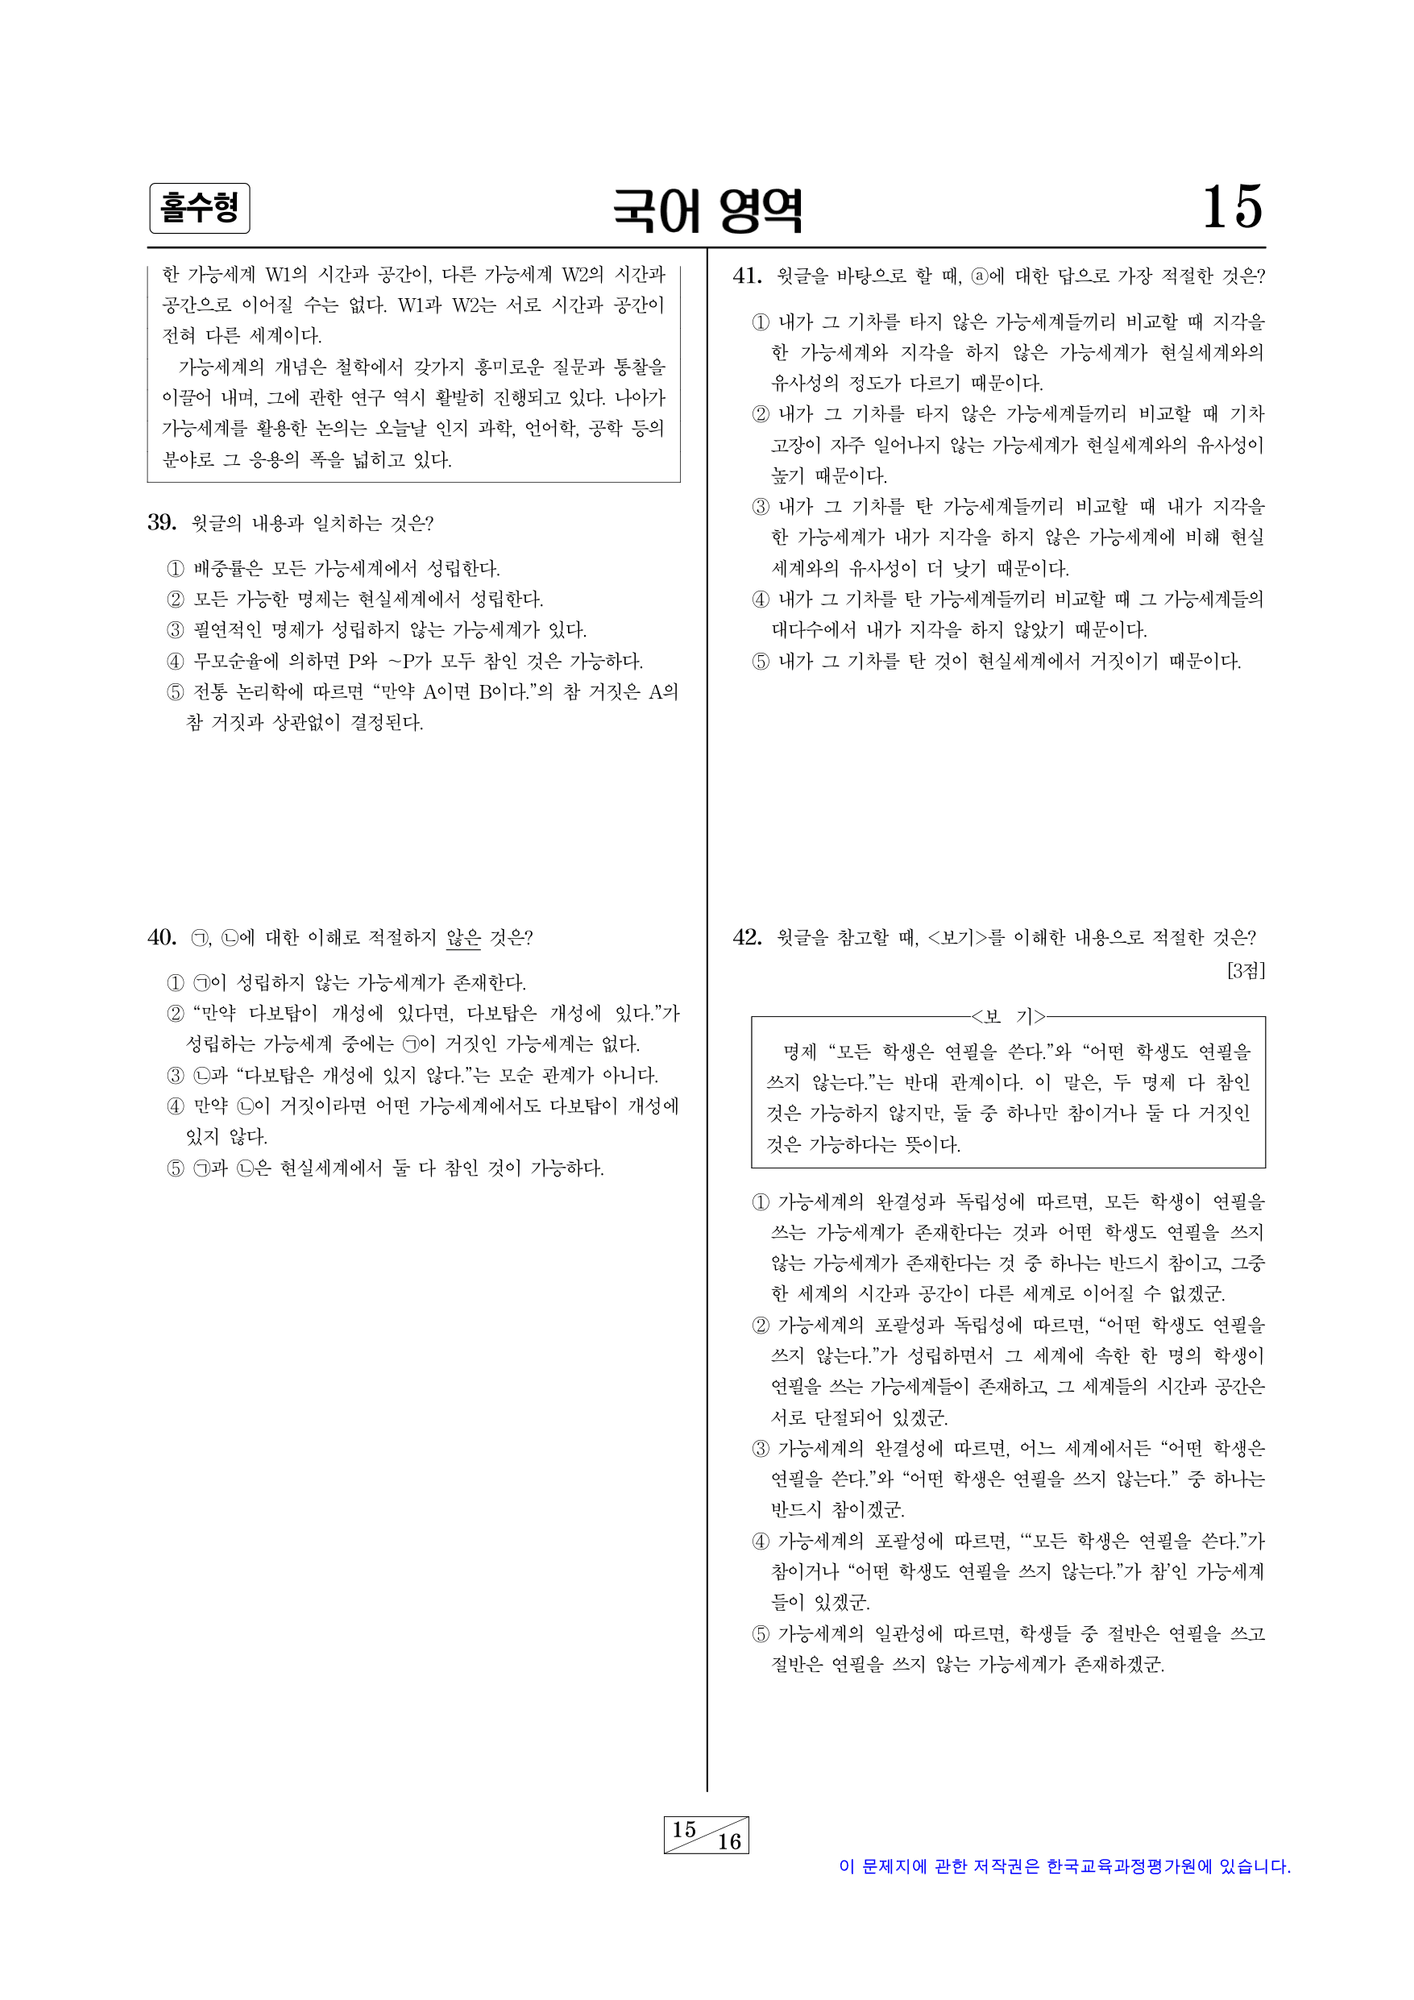 홀수형
국어 영역
15
한 가능세계 W1의 시간과 공간이, 다른 가능세계 W2의 시간과
공간으로 이어질 수는 없다. W1과 W2는 서로 시간과 공간이
전혀 다른 세계이다.
가능세계의 개념은 철학에서 갖가지 흥미로운 질문과 통찰을
이끌어 내며, 그에 관한 연구 역시 활발히 진행되고 있다. 나아가
가능세계를 활용한 논의는 오늘날 인지 과학, 언어학, 공학 등의
분야로 그 응용의 폭을 넓히고 있다.
39. 윗글의 내용과 일치하는 것은?
① 배중률은 모든 가능세계에서 성립한다.
② 모든 가능한 명제는 현실세계에서 성립한다.
③ 필연적인 명제가 성립하지 않는 가능세계가 있다.
④ 무모순율에 의하면 P와 ~P가 모두 참인 것은 가능하다.
⑤ 전통 논리학에 따르면 “만약 A이면 B이다.”의 참 거짓은 A의
참 거짓과 상관없이 결정된다.
40. ㉠, ㉡에 대한 이해로 적절하지 않은 것은?
① ㉠이 성립하지 않는 가능세계가 존재한다.
② “만약 다보탑이 개성에 있다면, 다보탑은 개성에 있다.”가
성립하는 가능세계 중에는 ㉠이 거짓인 가능세계는 없다.
③ ㉡과 “다보탑은 개성에 있지 않다.”는 모순 관계가 아니다.
④ 만약 ㉡이 거짓이라면 어떤 가능세계에서도 다보탑이 개성에
있지 않다.
⑤ ㉠과 ㉡은 현실세계에서 둘 다 참인 것이 가능하다.
41. 윗글을 바탕으로 할 때, ⓐ에 대한 답으로 가장 적절한 것은?
① 내가 그 기차를 타지 않은 가능세계들끼리 비교할 때 지각을
한 가능세계와 지각을 하지 않은 가능세계가 현실세계와의
유사성의 정도가 다르기 때문이다.
② 내가 그 기차를 타지 않은 가능세계들끼리 비교할 때 기차
고장이 자주 일어나지 않는 가능세계가 현실세계와의 유사성이
높기 때문이다.
③ 내가 그 기차를 탄 가능세계들끼리 비교할 때 내가 지각을
한 가능세계가 내가 지각을 하지 않은 가능세계에 비해 현실
세계와의 유사성이 더 낮기 때문이다.
④ 내가 그 기차를 탄 가능세계들끼리 비교할 때 그 가능세계들의
대다수에서 내가 지각을 하지 않았기 때문이다.
⑤ 내가 그 기차를 탄 것이 현실세계에서 거짓이기 때문이다.
42. 윗글을 참고할 때, <보기>를 이해한 내용으로 적절한 것은?
[3점]
<보 기>
명제 “모든 학생은 연필을 쓴다.”와 “어떤 학생도 연필을
쓰지 않는다.”는 반대 관계이다. 이 말은, 두 명제 다 참인
것은 가능하지 않지만, 둘 중 하나만 참이거나 둘 다 거짓인
것은 가능하다는 뜻이다.
① 가능세계의 완결성과 독립성에 따르면, 모든 학생이 연필을
쓰는 가능세계가 존재한다는 것과 어떤 학생도 연필을 쓰지
않는 가능세계가 존재한다는 것 중 하나는 반드시 참이고, 그중
한 세계의 시간과 공간이 다른 세계로 이어질 수 없겠군.
② 가능세계의 포괄성과 독립성에 따르면, “어떤 학생도 연필을
쓰지 않는다.”가 성립하면서 그 세계에 속한 한 명의 학생이
연필을 쓰는 가능세계들이 존재하고, 그 세계들의 시간과 공간은
서로 단절되어 있겠군.
③ 가능세계의 완결성에 따르면, 어느 세계에서든 “어떤 학생은
연필을 쓴다.”와 “어떤 학생은 연필을 쓰지 않는다.” 중 하나는
반드시 참이겠군.
④ 가능세계의 포괄성에 따르면, ‘“모든 학생은 연필을 쓴다.”가
참이거나 “어떤 학생도 연필을 쓰지 않는다.”가 참’인 가능세계
들이 있겠군.
⑤ 가능세계의 일관성에 따르면, 학생들 중 절반은 연필을 쓰고
절반은 연필을 쓰지 않는 가능세계가 존재하겠군.
15
16
이 문제지에 관한 저작권은 한국교육과정평가원에 있습니다.